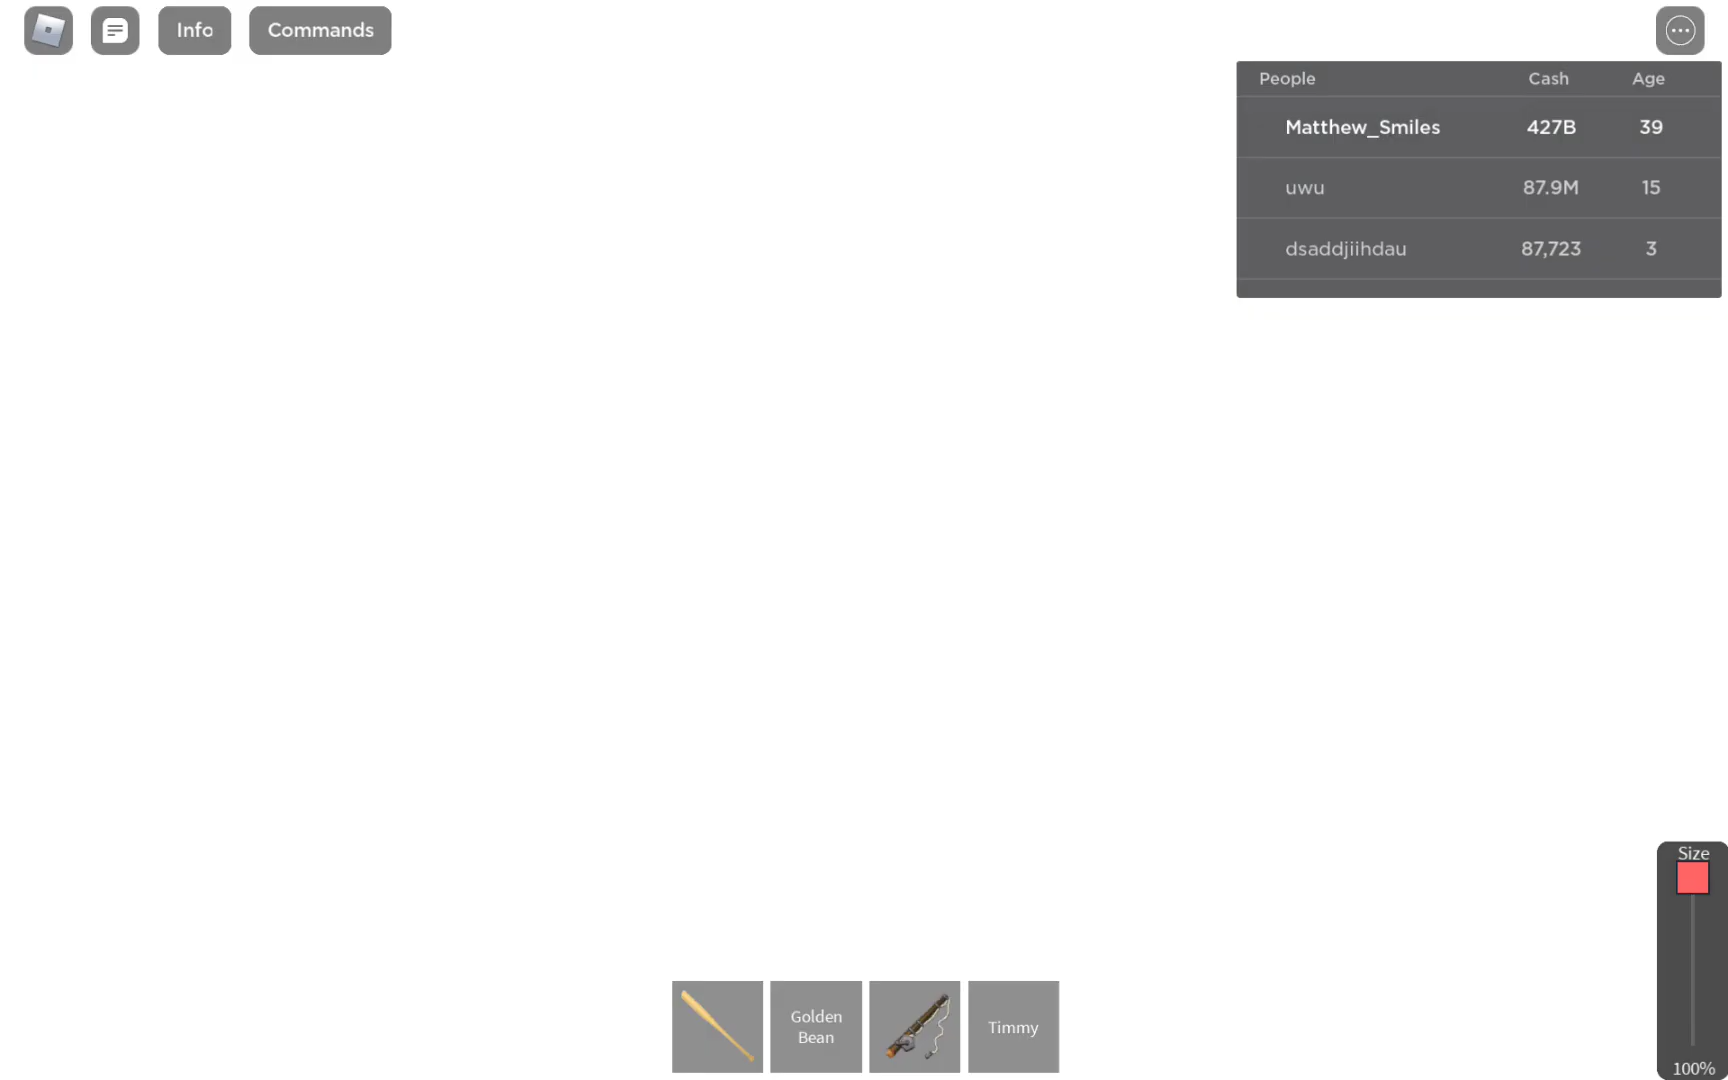 Info Commands
People Cash Age
Matthew_Smiles 427B 39
uwu 87.9M 15
dsaddjiihdau 87,723 3
Size
100%
Golden
Bean
Timmy